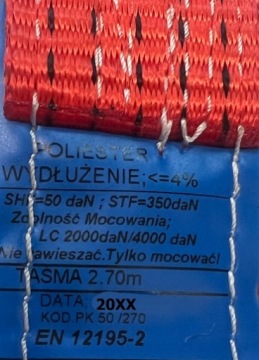 POLIESTER
WYDŁUŻENIE;<=4%
SHF=50 daN ; STF=350daN
Zdolność Mocowania;
LC 2000daN/4000 daN
Nie zawieszać.Tylko mocować!
TAŚMA 2.70m
DATA 20XX
KOD PK 50 /270
EN 12195-2